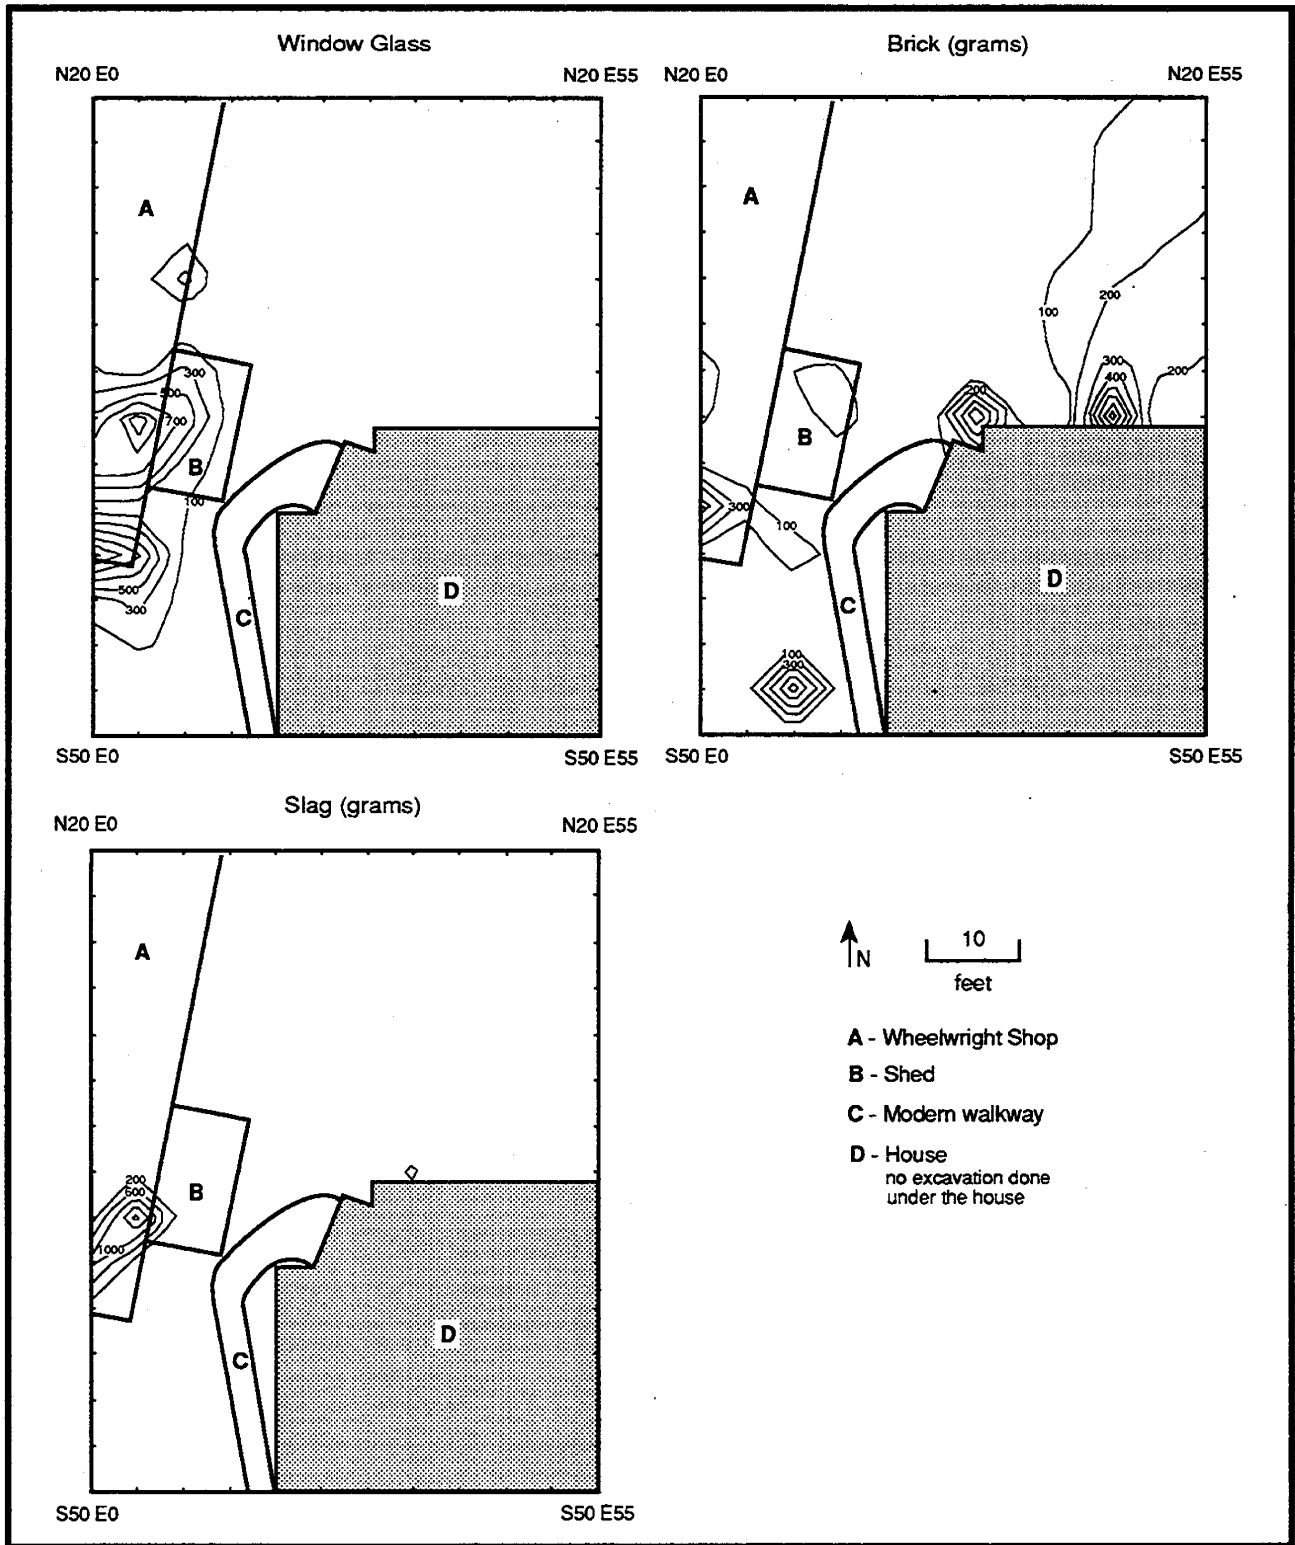 Window Glass
N20 E0 N20 E55
A
300
500
700
B
100
500
300
C
D
S50 E0 S50 E55
Brick (grams)
N20 E0 N20 E55
A
200
100
300
400
200
200
B
300
100
C
D
100
300
S50 E0 S50 E55
Slag (grams)
N20 E0 N20 E55
A
200
600
B
1000
C
D
S50 E0 S50 E55
N
10
feet
A - Wheelwright Shop
B - Shed
C - Modern walkway
D - House
no excavation done
under the house